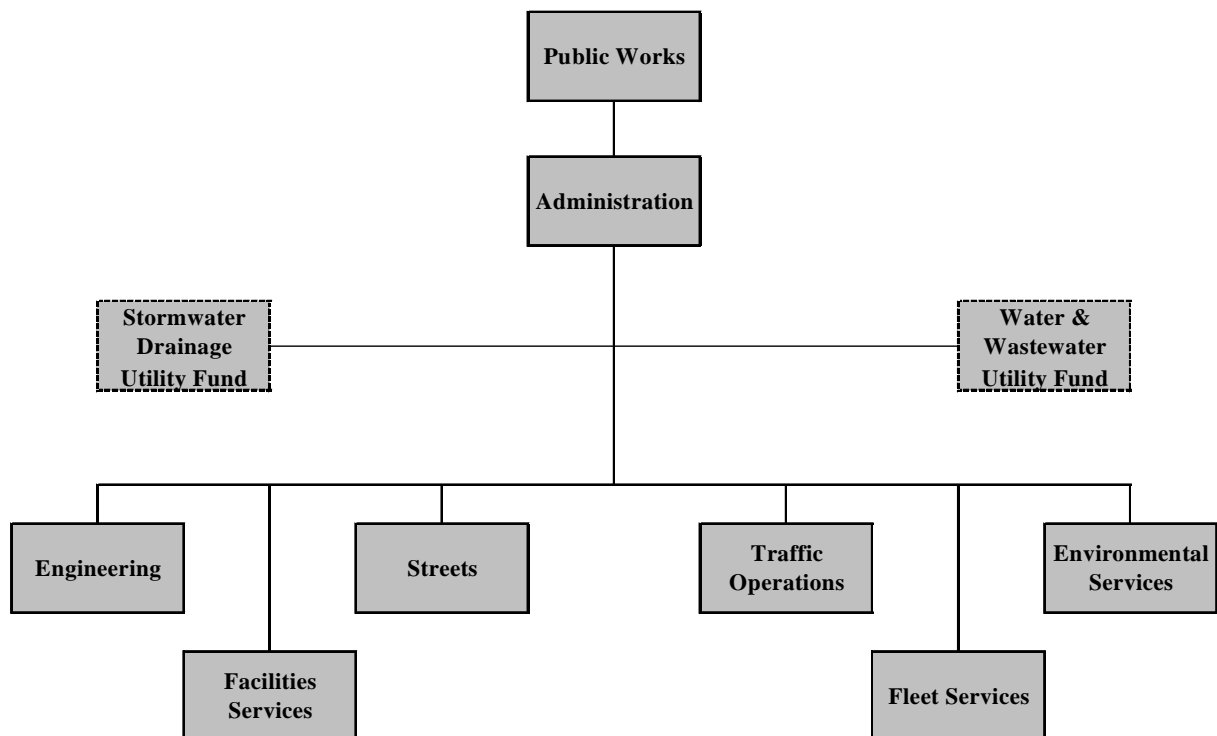 Public Works
Administration
Stormwater
Drainage
Utility Fund
Water &
Wastewater
Utility Fund
Engineering
Streets
Traffic
Operations
Environmental
Services
Facilities
Services
Fleet Services